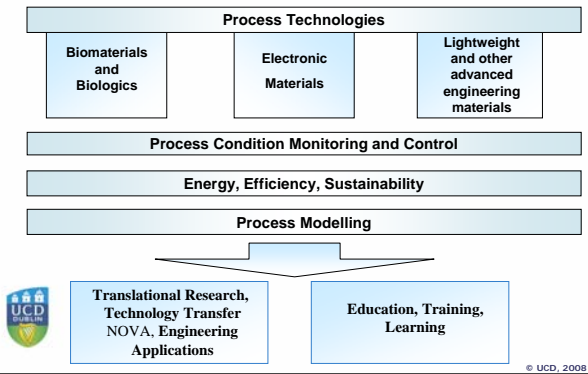 Process Technologies
Biomaterials
and
Biologics
Electronic
Materials
Lightweight
and other
advanced
engineering
materials
Process Condition Monitoring and Control
Energy, Efficiency, Sustainability
Process Modelling
UCD
DUBLIN
Translational Research,
Technology Transfer
NOVA, Engineering
Applications
Education, Training,
Learning
© UCD, 2008